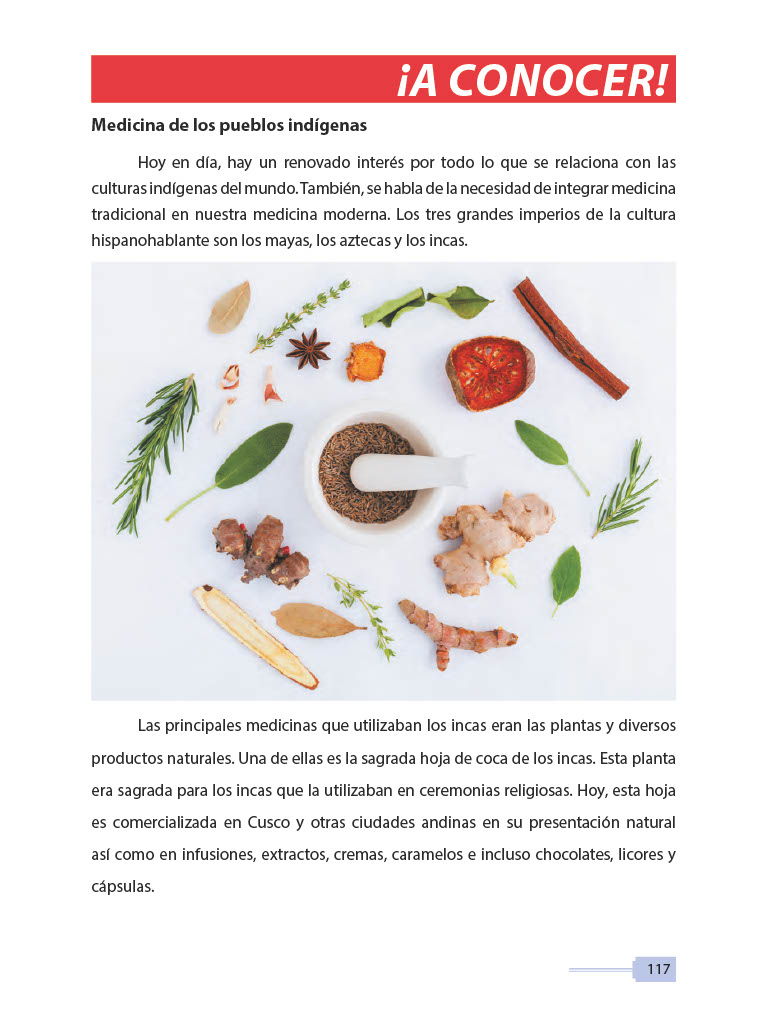 ¡A CONOCER!
Medicina de los pueblos indígenas
Hoy en día, hay un renovado interés por todo lo que se relaciona con las
culturas indígenas del mundo. También, se habla de la necesidad de integrar medicina
tradicional en nuestra medicina moderna. Los tres grandes imperios de la cultura
hispanohablante son los mayas, los aztecas y los incas.
Las principales medicinas que utilizaban los incas eran las plantas y diversos
productos naturales. Una de ellas es la sagrada hoja de coca de los incas. Esta planta
era sagrada para los incas que la utilizaban en ceremonias religiosas. Hoy, esta hoja
es comercializada en Cusco y otras ciudades andinas en su presentación natural
así como en infusiones, extractos, cremas, caramelos e incluso chocolates, licores y
cápsulas.
117